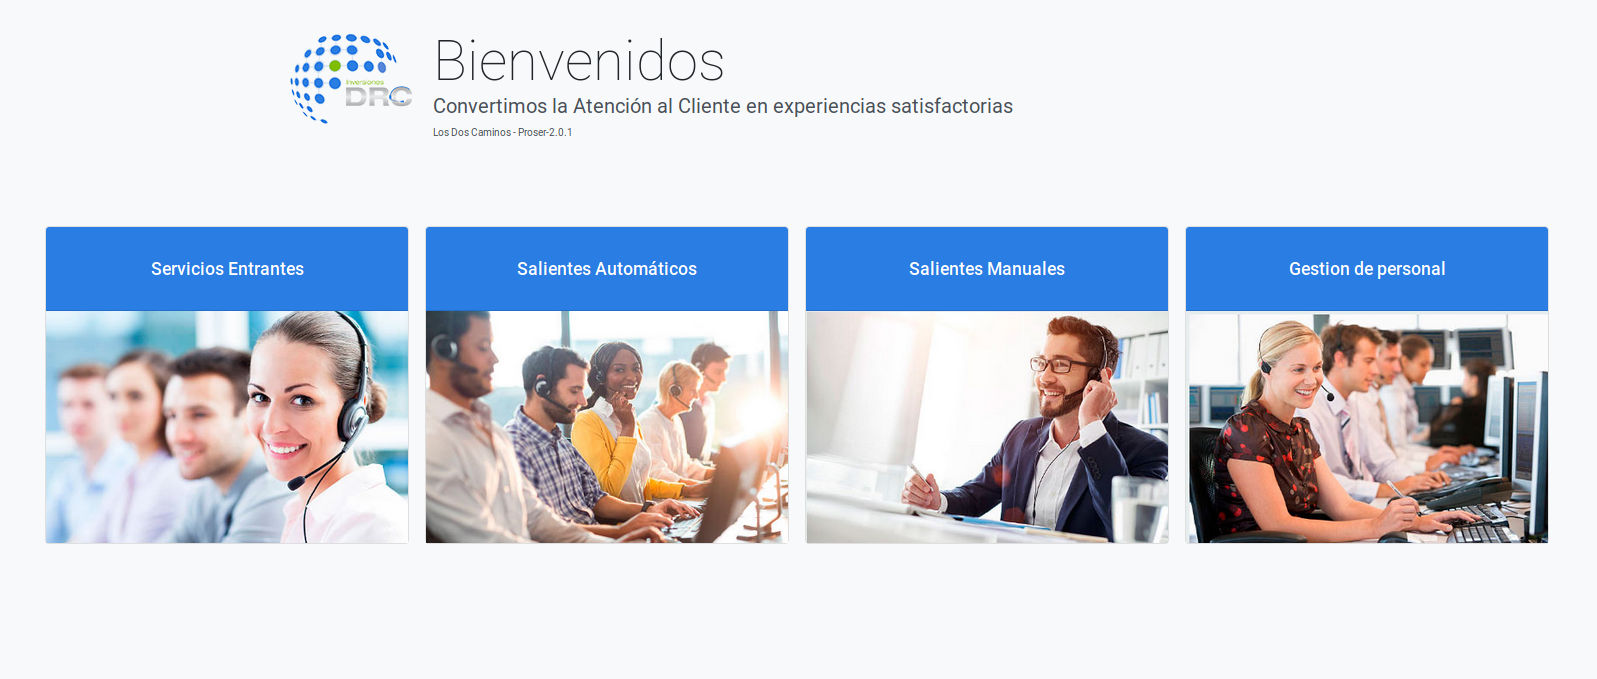 Bienvenidos
Inversiones
DRC
Convertimos la Atención al Cliente en experiencias satisfactorias
Los Dos Caminos - Proser-2.0.1
Servicios Entrantes
Salientes Automáticos
Salientes Manuales
Gestion de personal